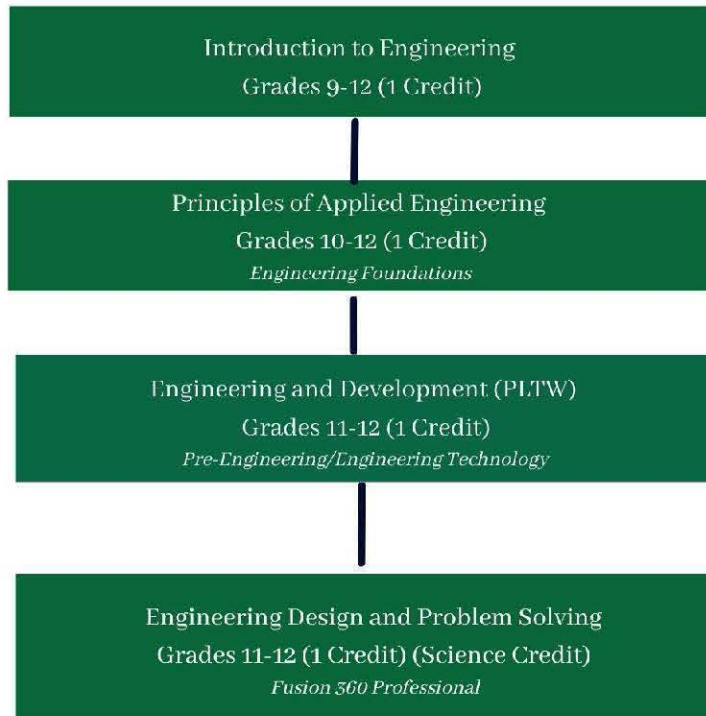 Introduction to Engineering
Grades 9-12 (1 Credit)
Principles of Applied Engineering
Grades 10-12 (1 Credit)
Engineering Foundations
Engineering and Development (PLTW)
Grades 11-12 (1 Credit)
Pre-Engineering/Engineering Technology
Engineering Design and Problem Solving
Grades 11-12 (1 Credit) (Science Credit)
Fusion 360 Professional